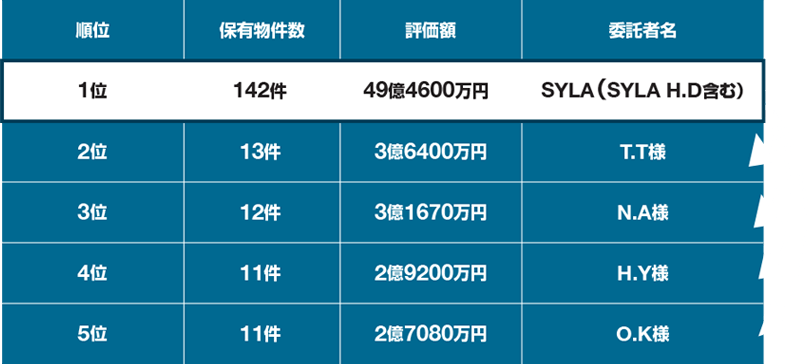 順位 保有物件数 評価額 委託者名
1位 142件 49億4600万円 SYLA（SYLA H.D含む）
2位 13件 3億6400万円 T.T様
3位 12件 3億1670万円 N.A様
4位 11件 2億9200万円 H.Y様
5位 11件 2億7080万円 O.K様